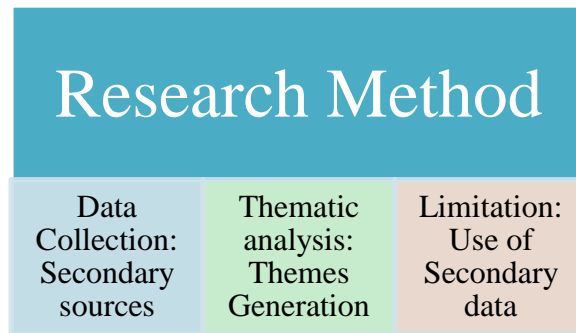 Research Method
Data
Collection:
Secondary
sources
Thematic
analysis:
Themes
Generation
Limitation:
Use of
Secondary
data